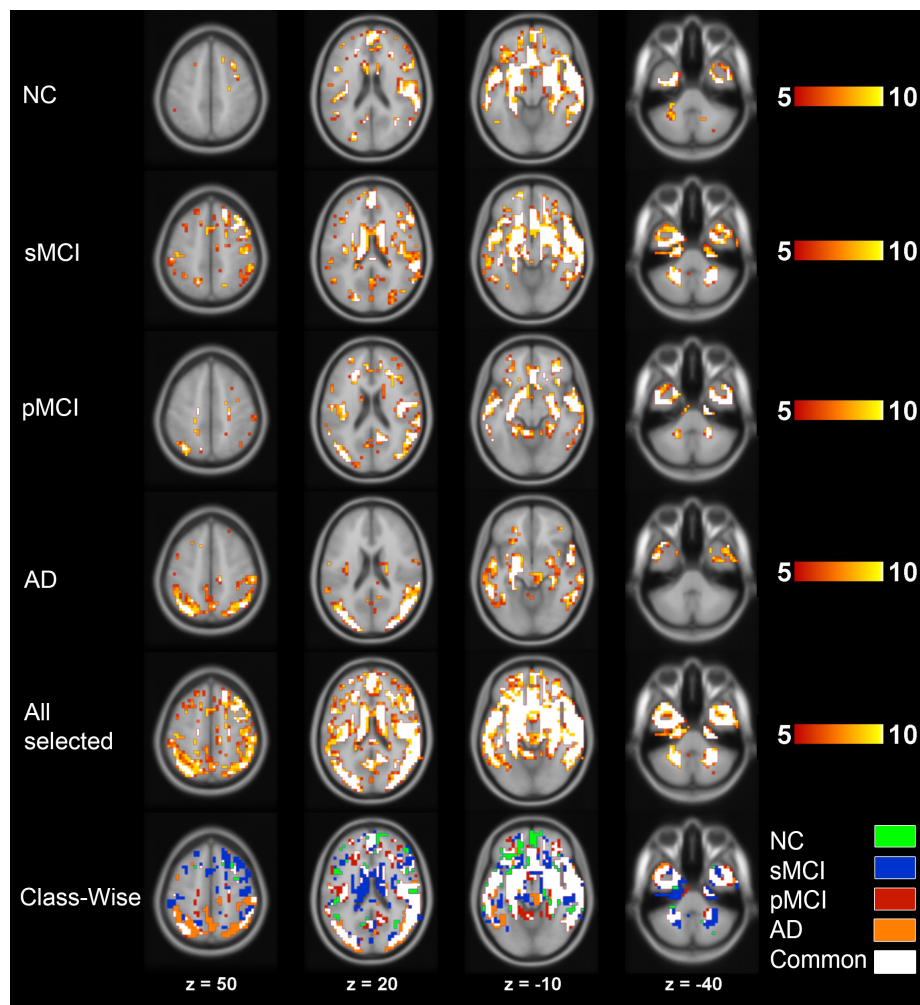 NC
5 10
sMCI
5 10
pMCI
5 10
AD
5 10
All
selected
5 10
Class-Wise
NC
sMCI
pMCI
AD
Common
z = 50 z = 20 z = -10 z = -40